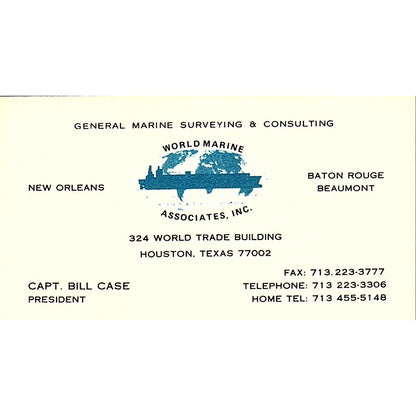 GENERAL MARINE SURVEYING & CONSULTING
WORLD MARINE
ASSOCIATES, INC.
NEW ORLEANS
BATON ROUGE
BEAUMONT
324 WORLD TRADE BUILDING
HOUSTON, TEXAS 77002
FAX: 713.223-3777
CAPT. BILL CASE
TELEPHONE: 713 223-3306
PRESIDENT
HOME TEL: 713 455-5148